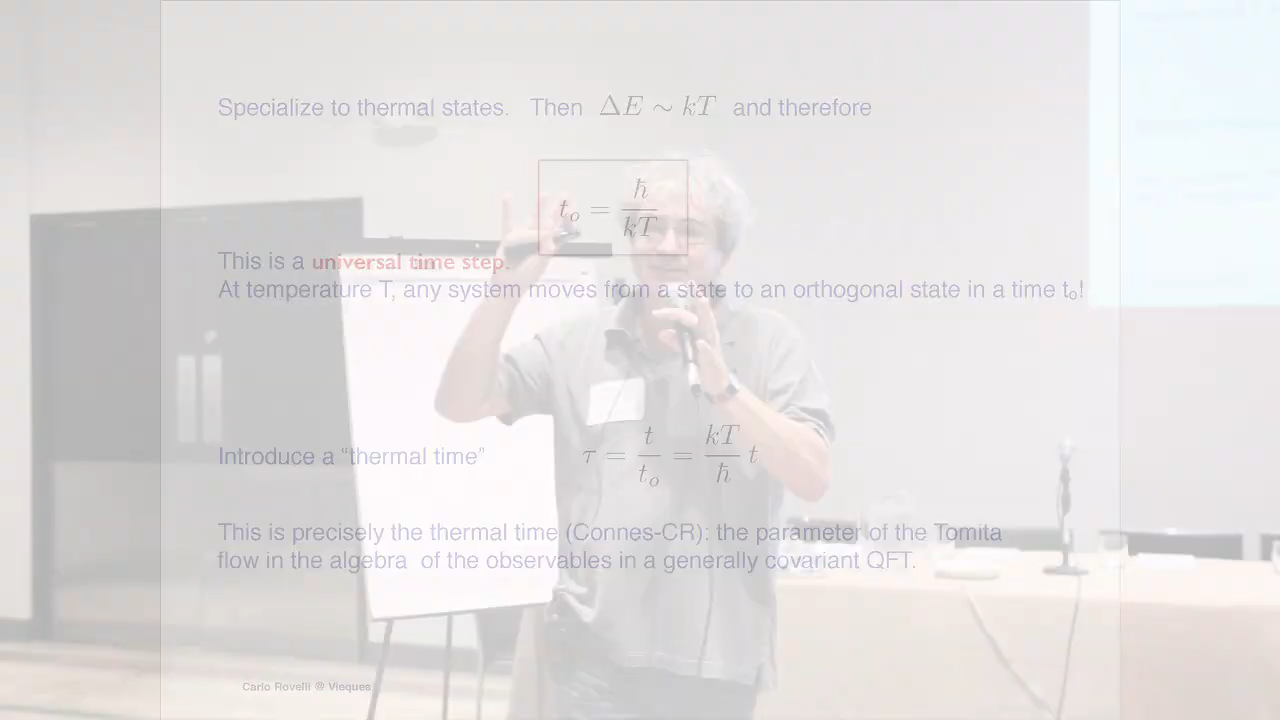 Specialize to thermal states. Then ΔE ∼ kT and therefore
t₀ = ħ/kT
This is a universal time step.
At temperature T, any system moves from a state to an orthogonal state in a time t₀!
Introduce a “thermal time” τ = t/t₀ = kT/ħ t
This is precisely the thermal time (Connes-CR): the parameter of the Tomita
flow in the algebra of the observables in a generally covariant QFT.
Carlo Rovelli @ Vieques